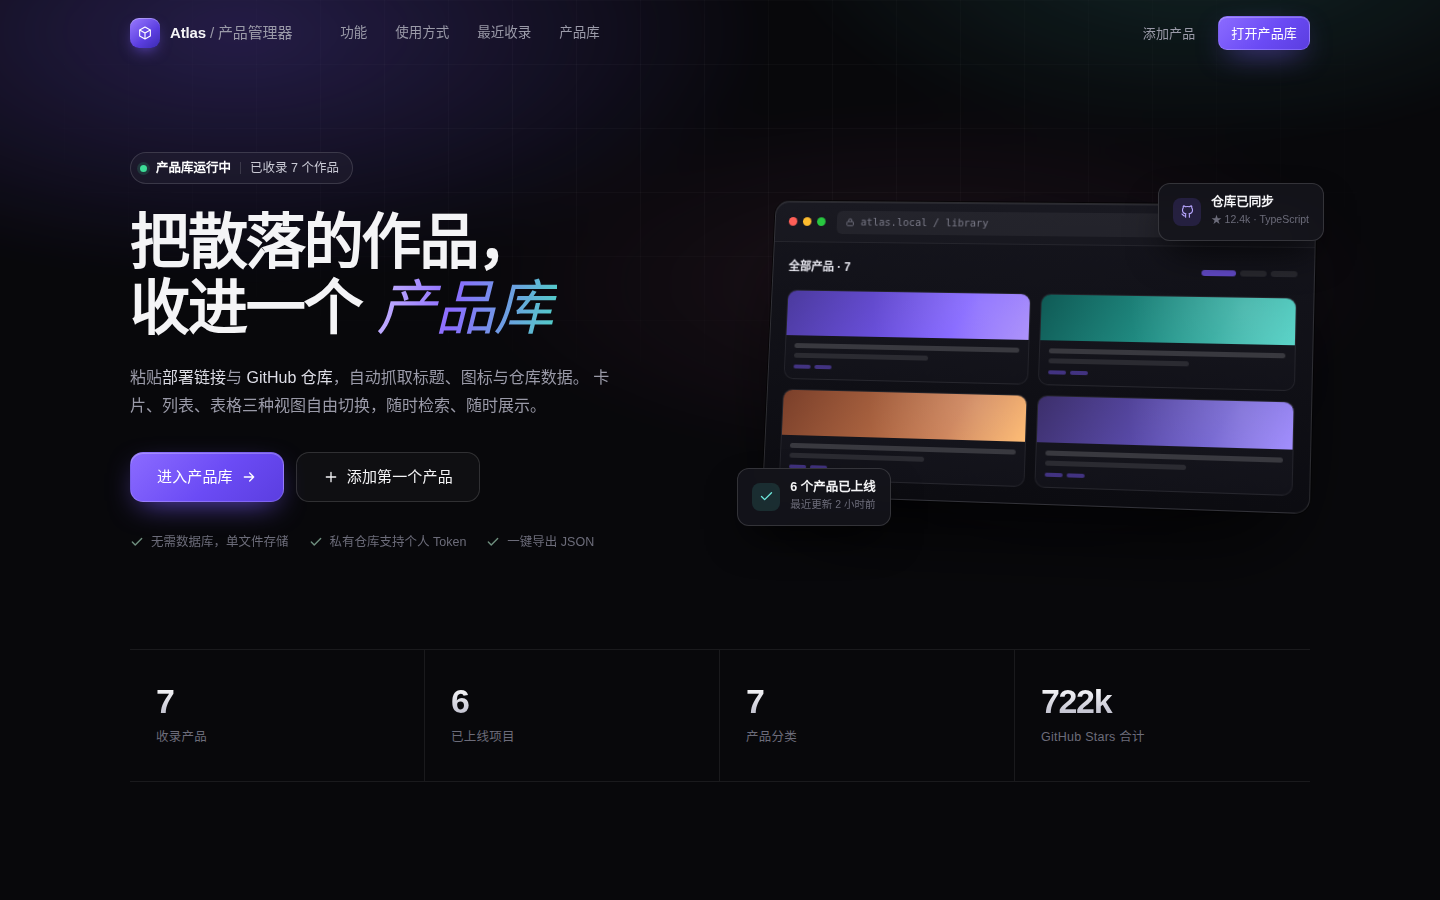 Atlas / 产品管理器
功能
使用方式
最近收录
产品库
添加产品
打开产品库
产品库运行中
已收录 7 个作品
把散落的作品，
收进一个 产品库
粘贴部署链接与 GitHub 仓库，自动抓取标题、图标与仓库数据。 卡
片、列表、表格三种视图自由切换，随时检索、随时展示。
进入产品库 →
+ 添加第一个产品
无需数据库，单文件存储
私有仓库支持个人 Token
一键导出 JSON
仓库已同步
★ 12.4k · TypeScript
atlas.local / library
全部产品 · 7
6 个产品已上线
最近更新 2 小时前
7
收录产品
6
已上线项目
7
产品分类
722k
GitHub Stars 合计